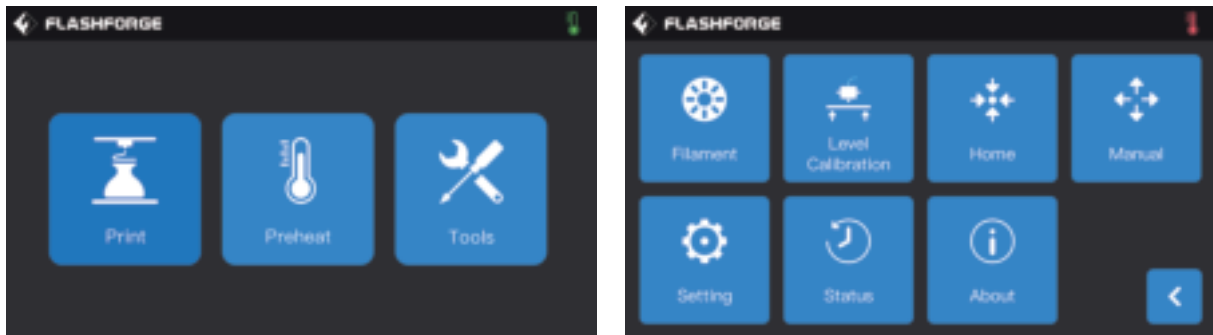 FLASHFORGE
Print
Preheat
Tools
FLASHFORGE
Filament
Level
Calibration
Home
Manual
Setting
Status
About